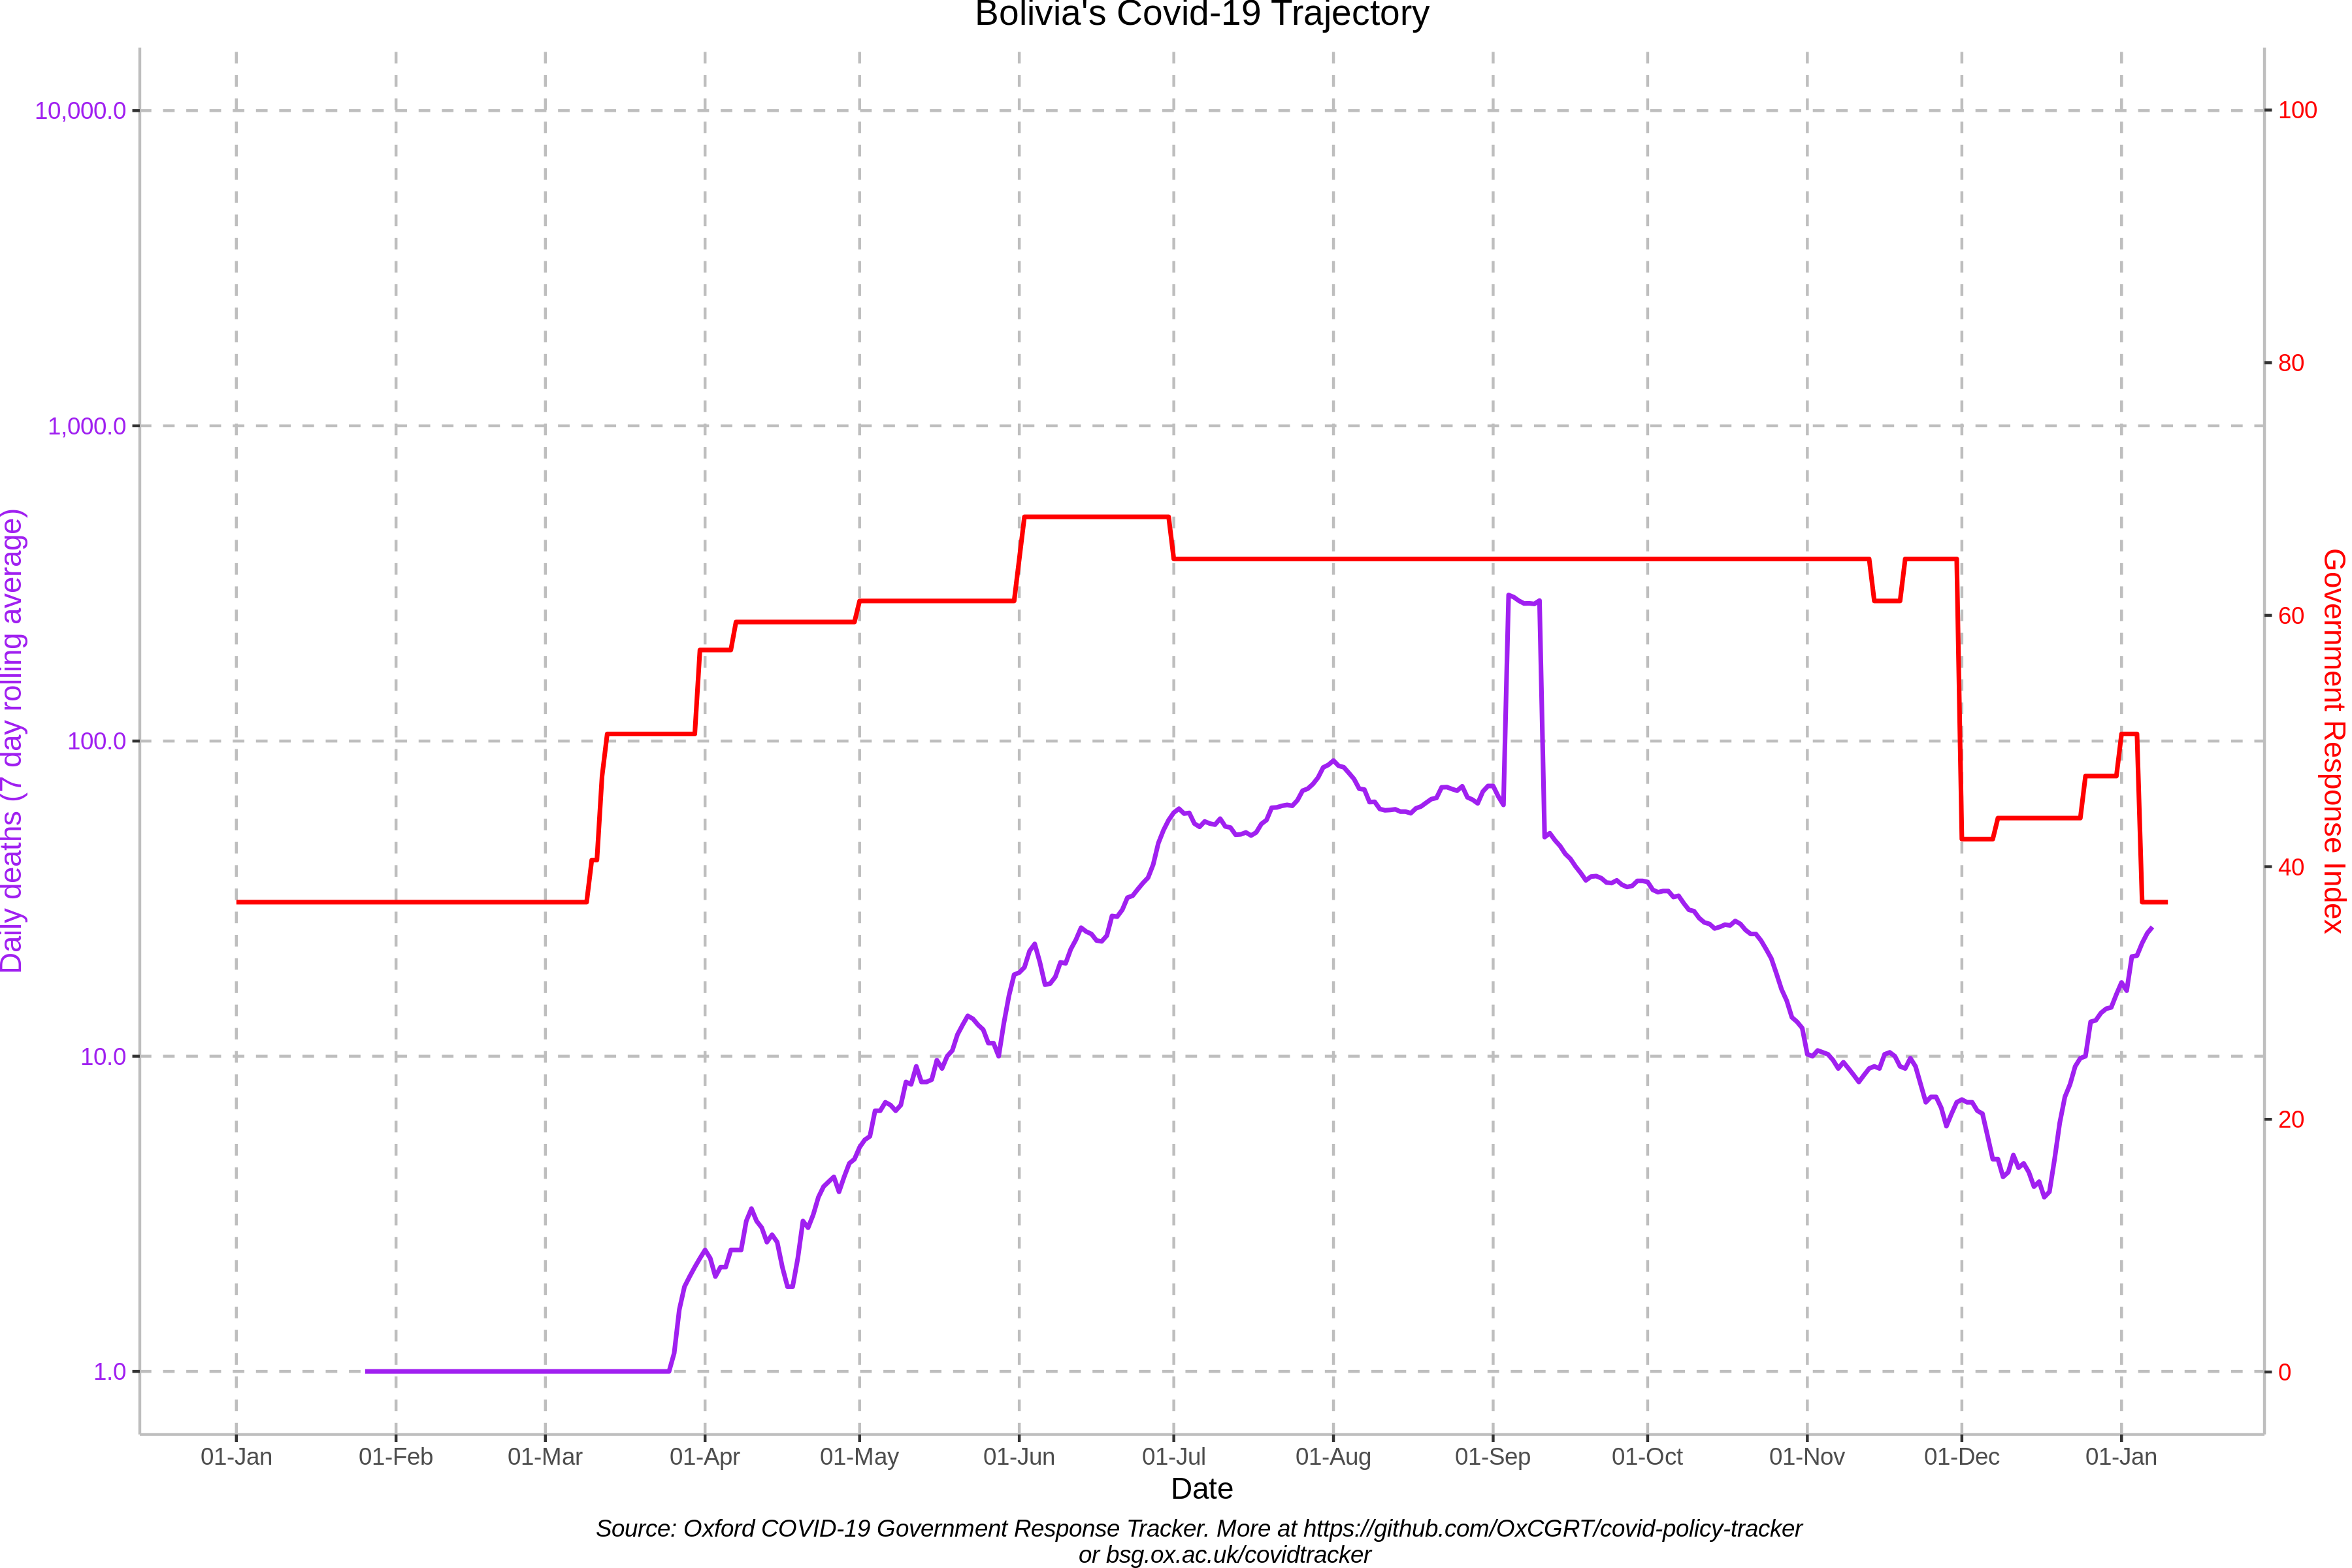 Bolivia's Covid-19 Trajectory
10,000.0
1,000.0
100.0
10.0
1.0
Daily deaths (7 day rolling average)
100
80
60
40
20
0
Government Response Index
01-Jan
01-Feb
01-Mar
01-Apr
01-May
01-Jun
01-Jul
01-Aug
01-Sep
01-Oct
01-Nov
01-Dec
01-Jan
Date
Source: Oxford COVID-19 Government Response Tracker. More at https://github.com/OxCGRT/covid-policy-tracker
or bsg.ox.ac.uk/covidtracker